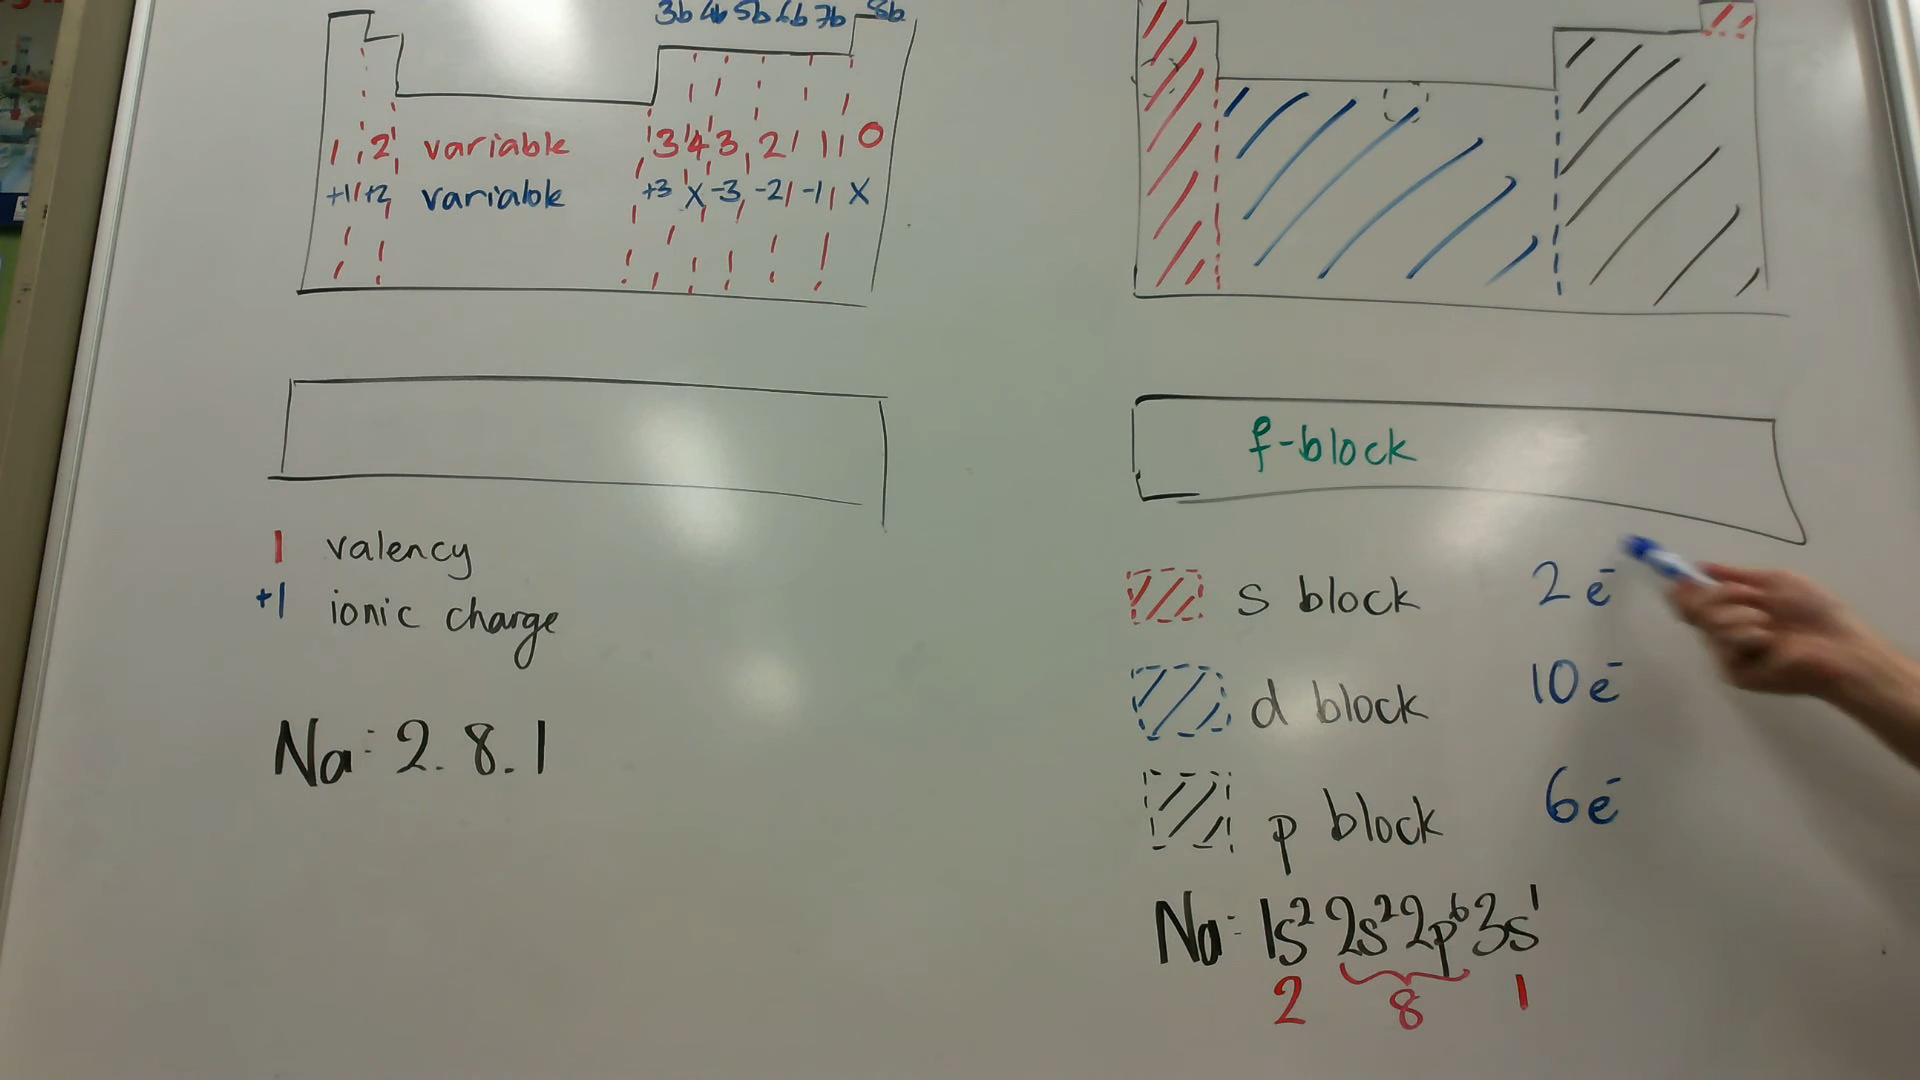 3b 4b 5b 6b 7b 8b
1 2 variable 3 4 3 2 1 0
+1 +2 variable +3 X -3 -2 -1 X
1 valency
+1 ionic charge
Na: 2.8.1
f-block
s block 2e⁻
d block 10e⁻
p block 6e⁻
Na: 1s² 2s² 2p⁶ 3s¹
2 8 1